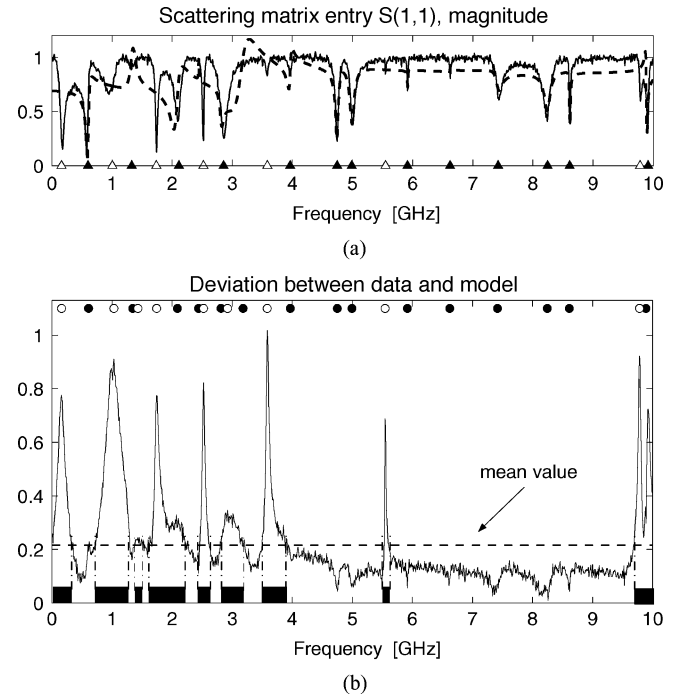 Scattering matrix entry S(1,1), magnitude
1
0.5
0
0 1 2 3 4 5 6 7 8 9 10
Frequency [GHz]
(a)
Deviation between data and model
1
0.8
0.6
mean value
0.4
0.2
0
0 1 2 3 4 5 6 7 8 9 10
Frequency [GHz]
(b)